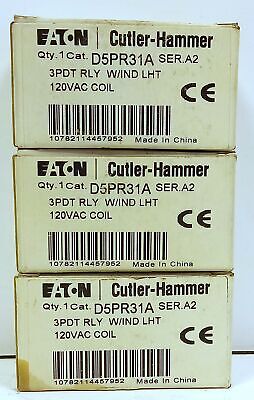 EATON Cutler-Hammer
Qty.1 Cat. D5PR31A SER.A2
3PDT RLY W/IND LHT
120VAC COIL CE
10782114457952 Made In China
EATON Cutler-Hammer
Qty.1 Cat. D5PR31A SER.A2
3PDT RLY W/IND LHT
120VAC COIL CE
10782114457952 Made In China
EATON Cutler-Hammer
Qty.1 Cat. D5PR31A SER.A2
3PDT RLY W/IND LHT
120VAC COIL CE
10782114457952 Made In China